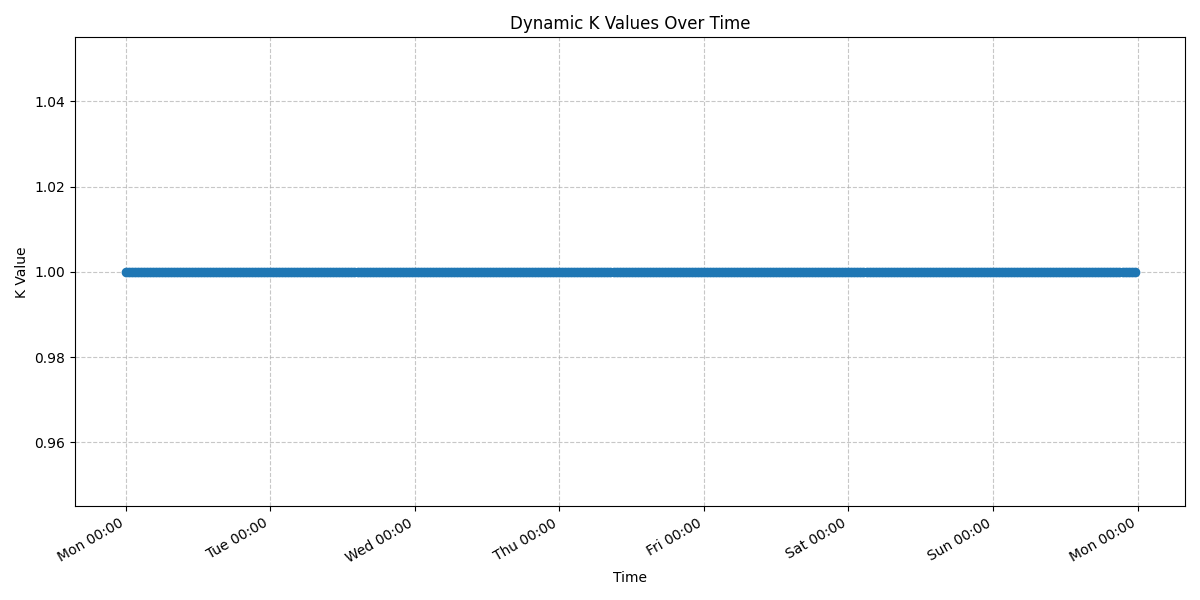 Dynamic K Values Over Time
1.04
1.02
1.00
0.98
0.96
K Value
Mon 00:00
Tue 00:00
Wed 00:00
Thu 00:00
Fri 00:00
Sat 00:00
Sun 00:00
Mon 00:00
Time